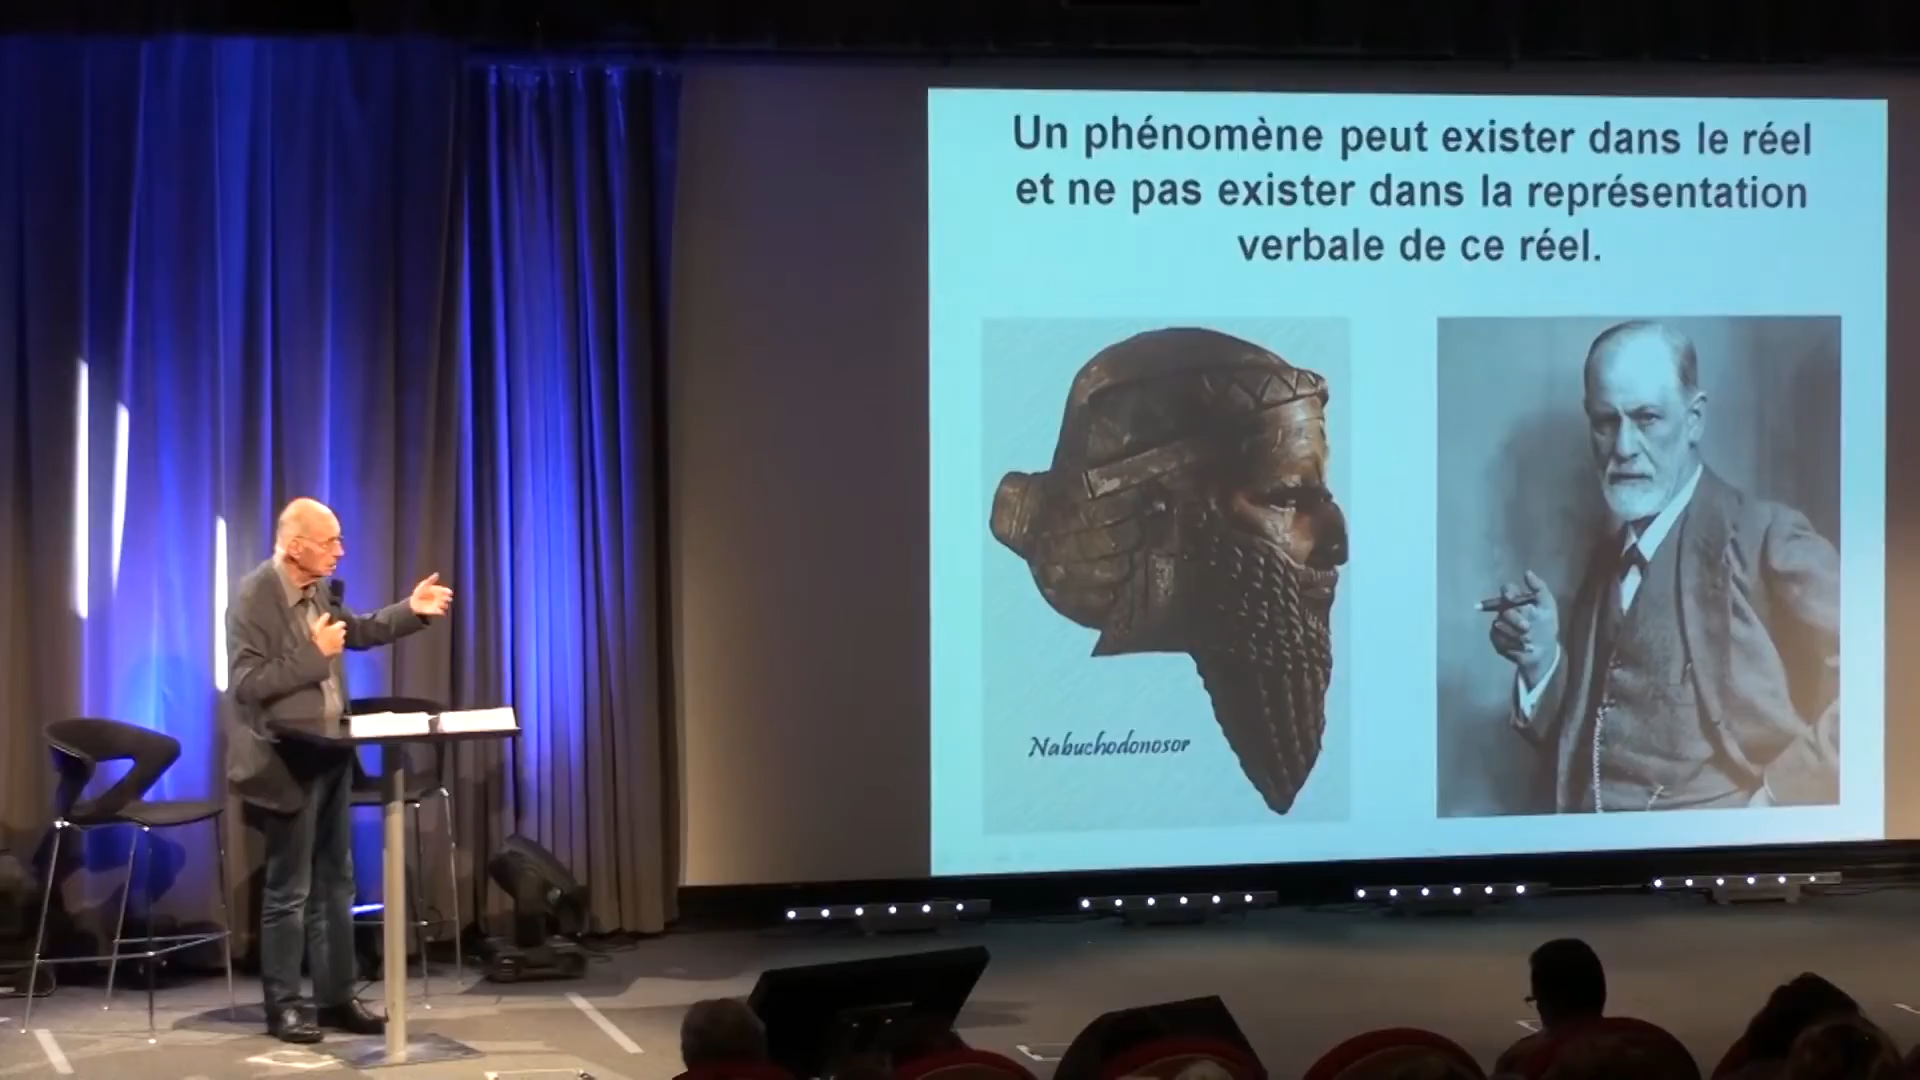 Un phénomène peut exister dans le réel
et ne pas exister dans la représentation
verbale de ce réel.
Nabuchodonosor